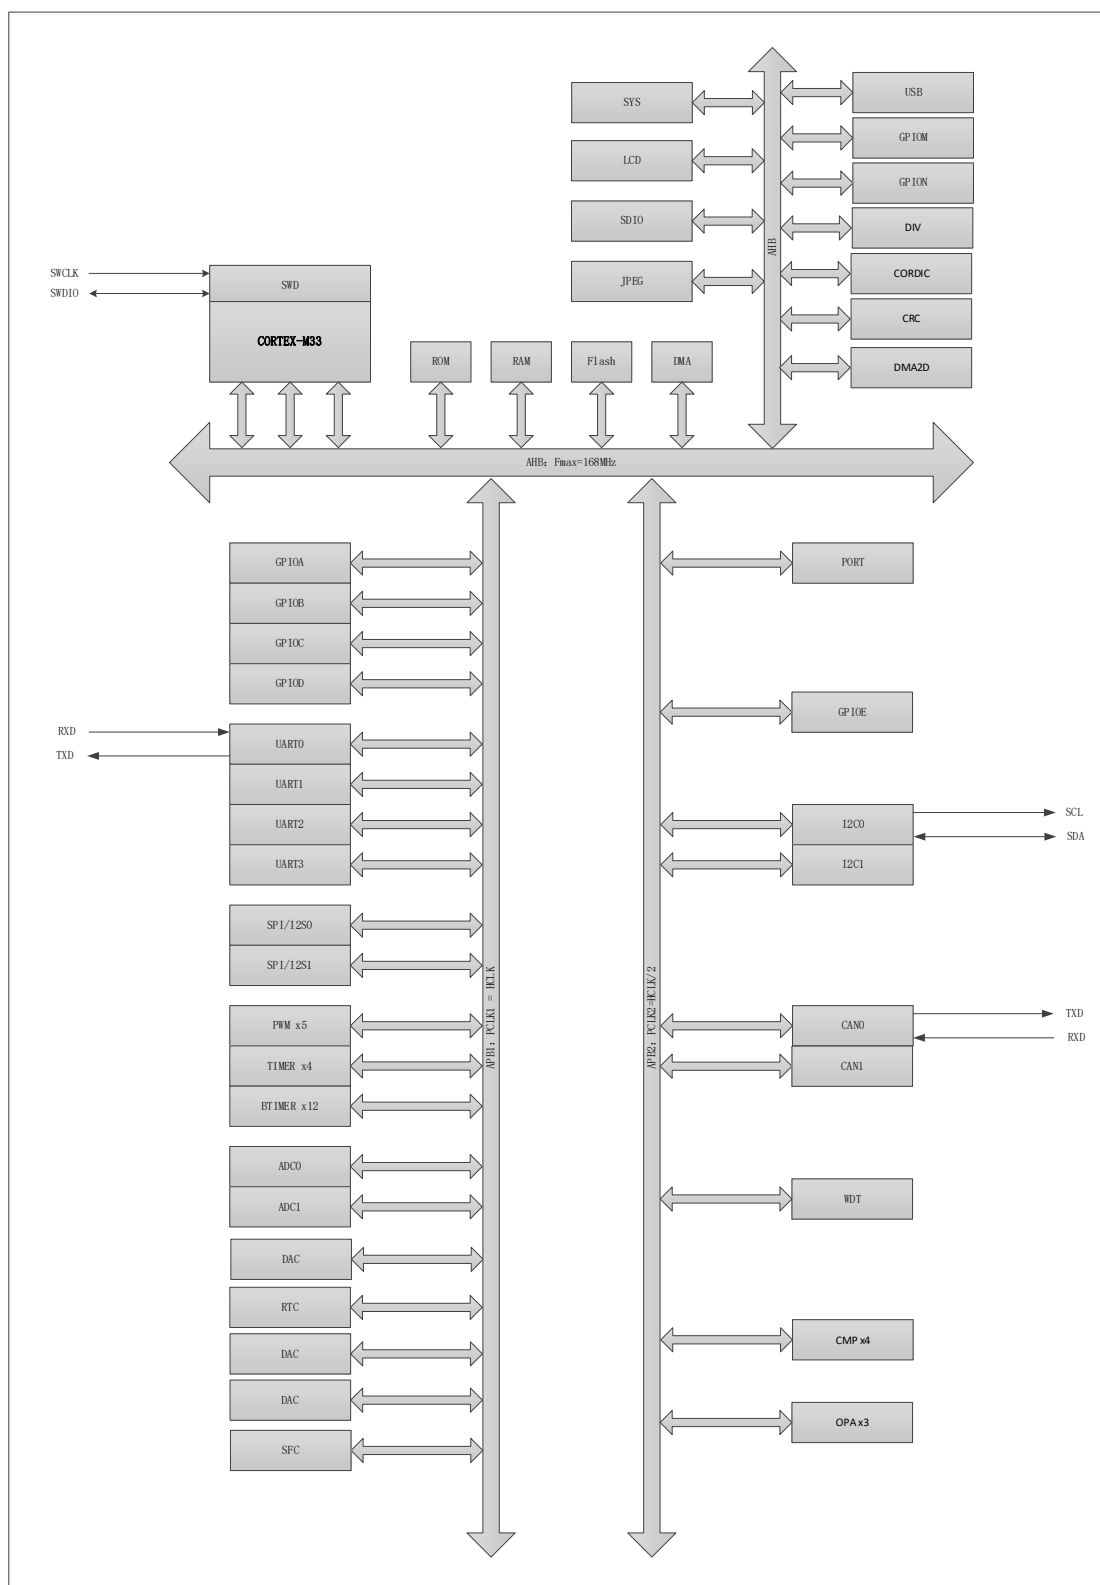 SYS
LCD
SDIO
JPEG
AHB
USB
GPIOM
GPION
DIV
CORDIC
CRC
DMA2D
SWCLK
SWDIO
SWD
CORTEX-M33
ROM
RAM
Flash
DMA
AHB: Fmax=168MHz
GPIOA
GPIOB
GPIOC
GPIOD
RXD
TXD
UART0
UART1
UART2
UART3
SPI/I2S0
SPI/I2S1
PWM x5
TIMER x4
BTIMER x12
ADC0
ADC1
DAC
RTC
DAC
DAC
SFC
APB1: PCLK1 = HCLK
APB2: PCLK2=HCLK/2
PORT
GPIOE
I2C0
I2C1
SCL
SDA
CAN0
CAN1
TXD
RXD
WDT
CMP x4
OPA x3